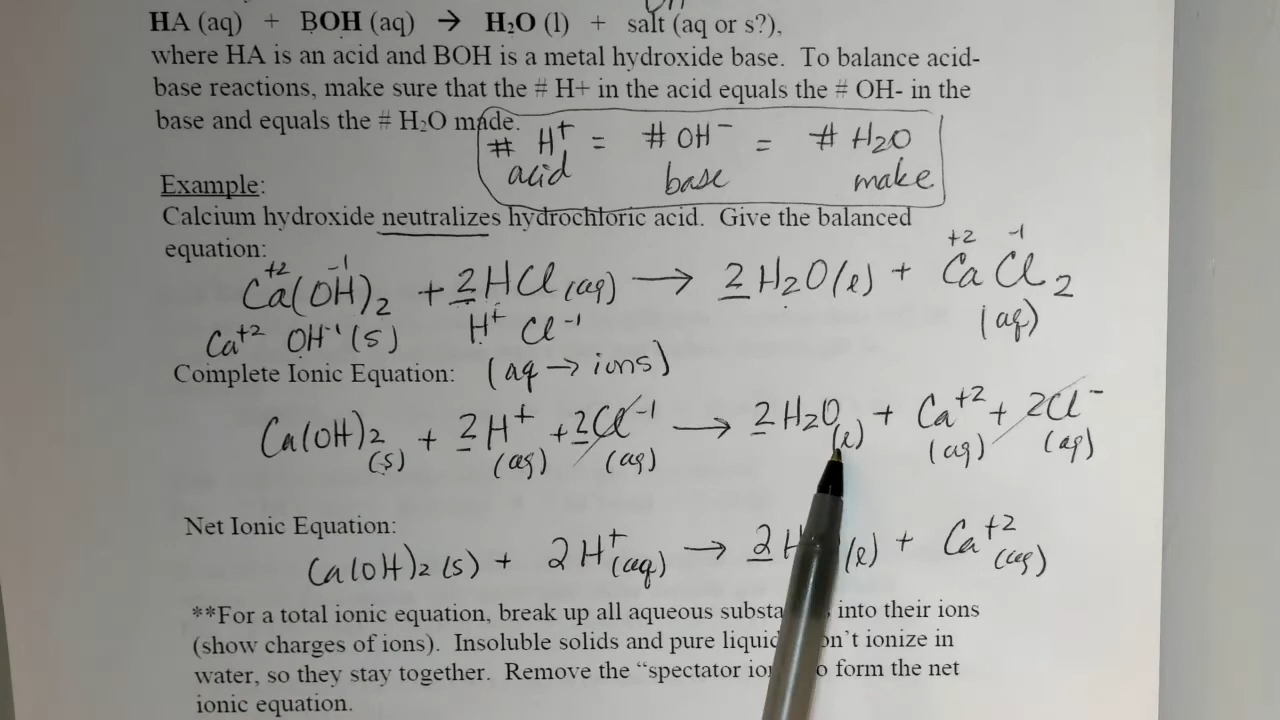 HA (aq) + BOH (aq) → H₂O (l) + salt (aq or s?),
where HA is an acid and BOH is a metal hydroxide base. To balance acid-
base reactions, make sure that the # H+ in the acid equals the # OH- in the
base and equals the # H₂O made.
# H⁺ = # OH⁻ = # H₂O
acid base make
Example:
Calcium hydroxide neutralizes hydrochloric acid. Give the balanced
equation:
+2 -1 +2 -1
Ca(OH)₂ + 2HCl (aq) → 2H₂O(l) + CaCl₂
Ca⁺² OH⁻¹ (s) H⁺ Cl⁻¹ (aq)
Complete Ionic Equation: (aq → ions)
Ca(OH)₂ (s) + 2H⁺ (aq) + 2Cl⁻¹ (aq) → 2H₂O (l) + Ca⁺² (aq) + 2Cl⁻ (aq)
Net Ionic Equation:
Ca(OH)₂ (s) + 2H⁺(aq) → 2H (l) + Ca⁺² (aq)
**For a total ionic equation, break up all aqueous substa into their ions
(show charges of ions). Insoluble solids and pure liquid on't ionize in
water, so they stay together. Remove the "spectator io o form the net
ionic equation.